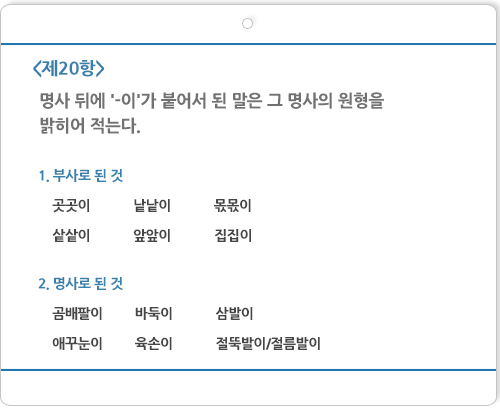 <제20항>
명사 뒤에 '-이'가 붙어서 된 말은 그 명사의 원형을
밝히어 적는다.
1. 부사로 된 것
곳곳이 낱낱이 몫몫이
샅샅이 앞앞이 집집이
2. 명사로 된 것
곰배팔이 바둑이 삼발이
애꾸눈이 육손이 절뚝발이/절름발이